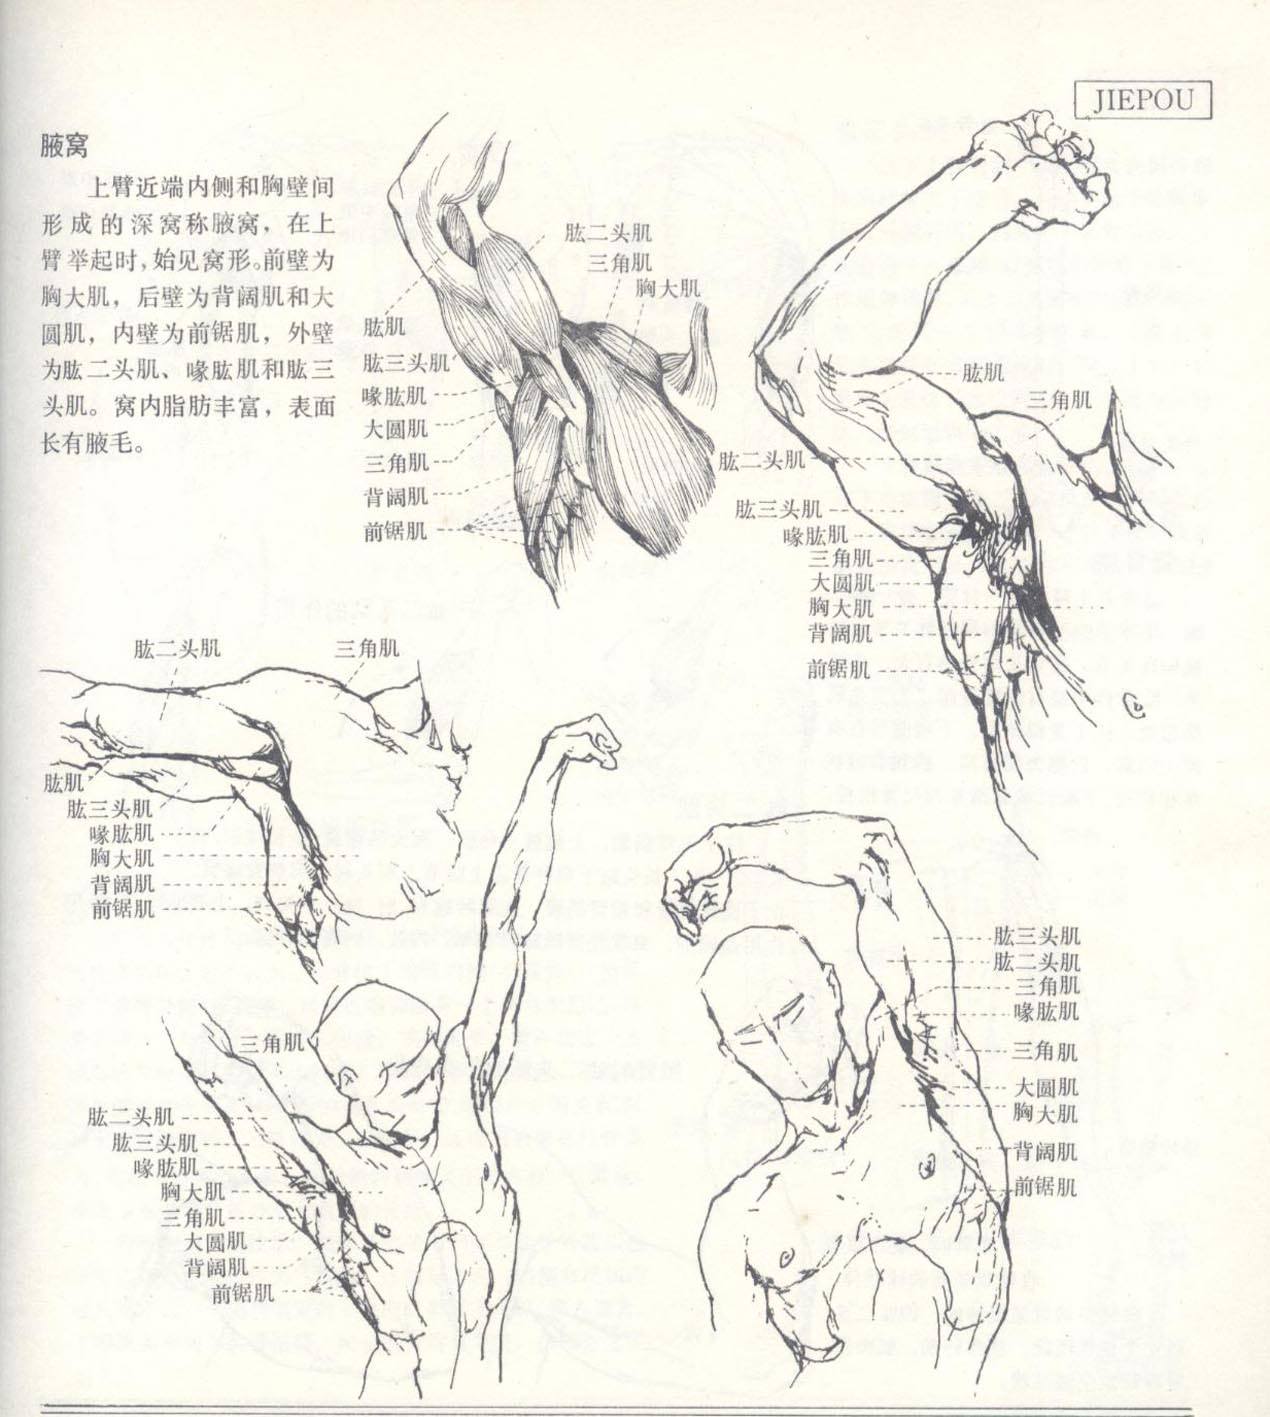 JIEPOU
腋窝
上臂近端内侧和胸壁间
形成的深窝称腋窝，在上
臂举起时，始见窝形。前壁为
胸大肌，后壁为背阔肌和大
圆肌，内壁为前锯肌，外壁
为肱二头肌、喙肱肌和肱三
头肌。窝内脂肪丰富，表面
长有腋毛。
肱二头肌
三角肌
胸大肌
肱肌
肱三头肌
喙肱肌
大圆肌
三角肌
背阔肌
前锯肌
肱肌
三角肌
肱二头肌
肱三头肌
喙肱肌
三角肌
大圆肌
胸大肌
背阔肌
前锯肌
肱二头肌
三角肌
肱肌
肱三头肌
喙肱肌
胸大肌
背阔肌
前锯肌
三角肌
肱二头肌
肱三头肌
喙肱肌
胸大肌
三角肌
大圆肌
背阔肌
前锯肌
肱三头肌
肱二头肌
三角肌
喙肱肌
三角肌
大圆肌
胸大肌
背阔肌
前锯肌